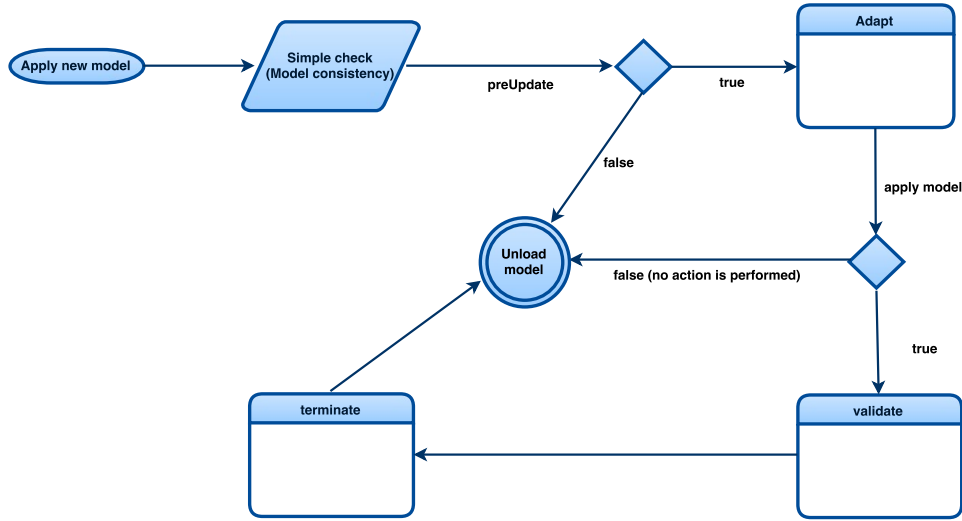 Apply new model
Simple check
(Model consistency)
preUpdate
true
Adapt
false
apply model
Unload
model
false (no action is performed)
true
terminate
validate